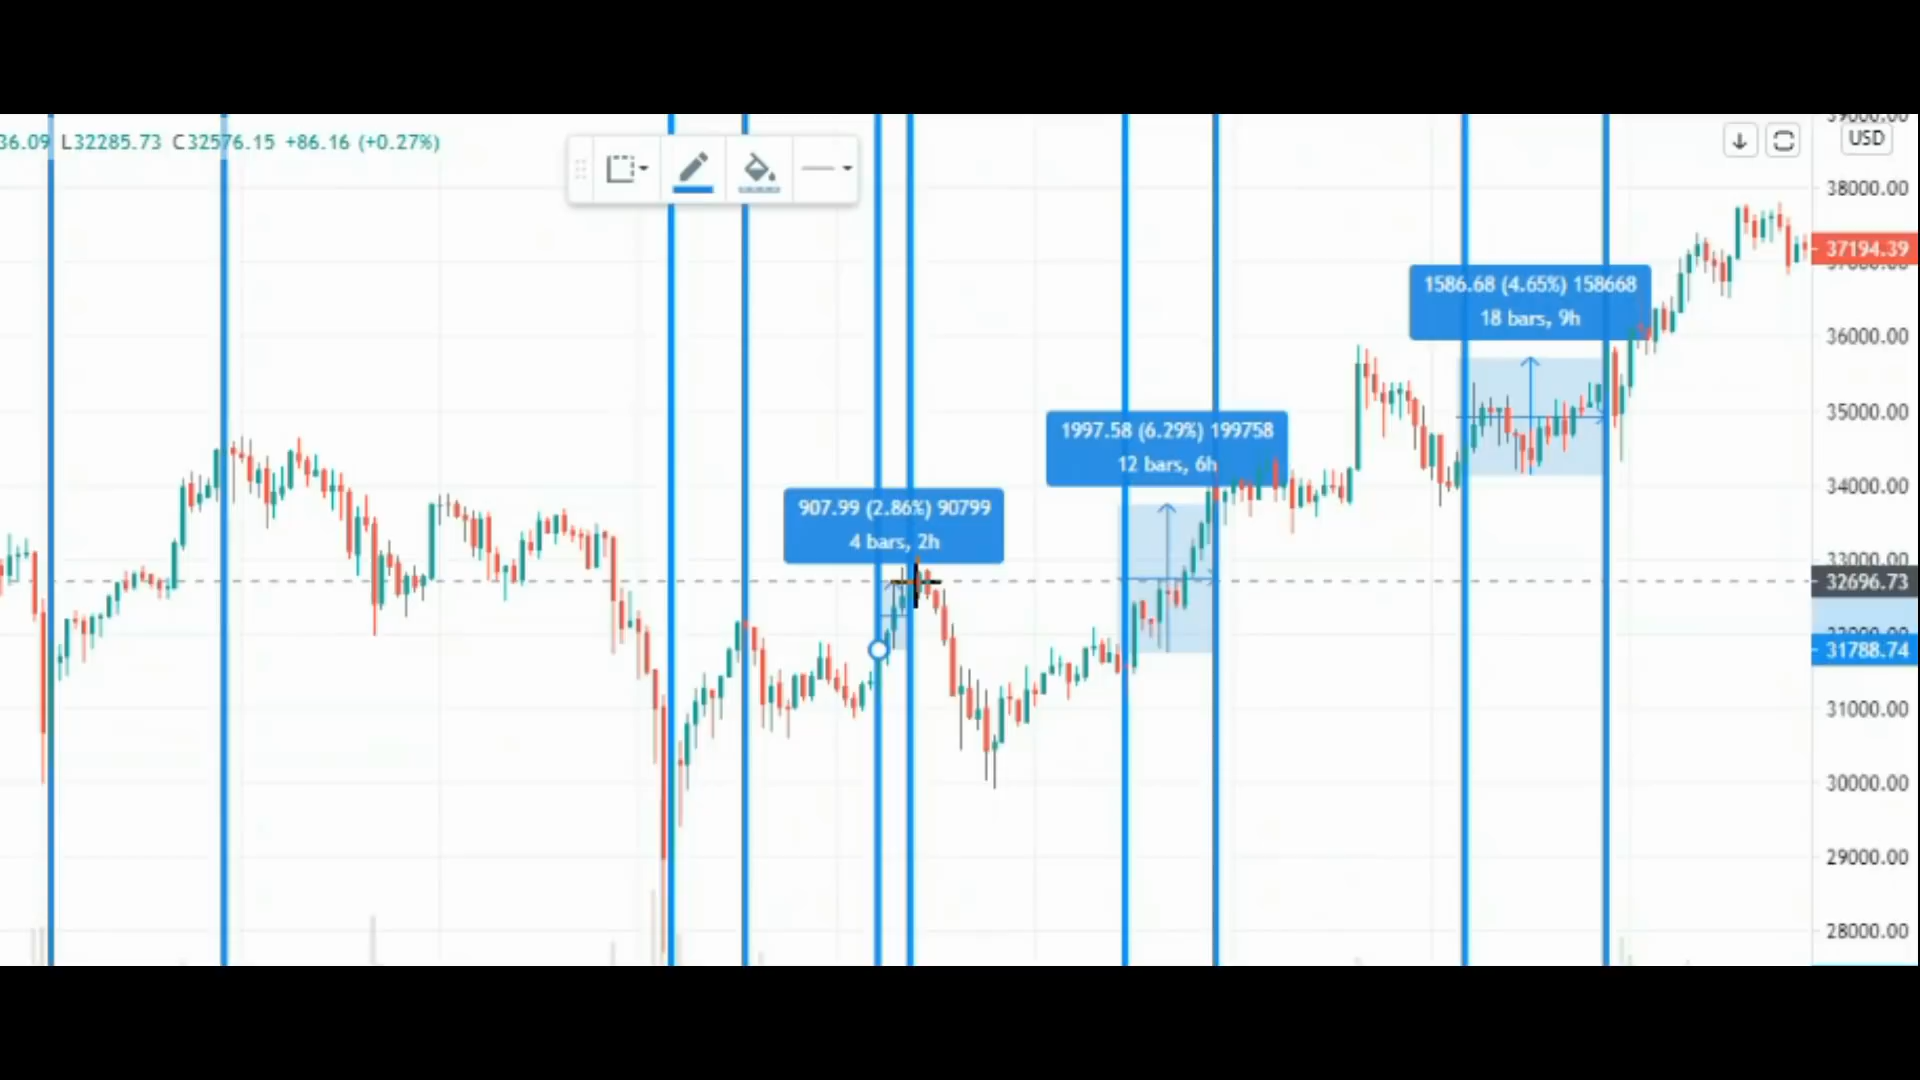 36.09 L32285.73 C32576.15 +86.16 (+0.27%)
USD
38000.00
37194.39
1586.68 (4.65%) 158668
18 bars, 9h
36000.00
1997.58 (6.29%) 199758
12 bars, 6h
35000.00
34000.00
907.99 (2.86%) 90799
4 bars, 2h
33000.00
32696.73
31788.74
31000.00
30000.00
29000.00
28000.00